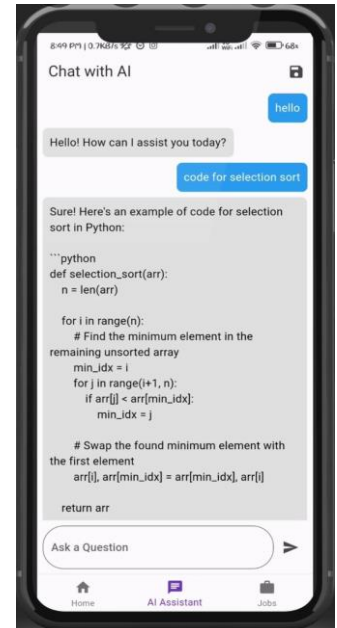 8:49 PM | 0.7KB/s
68%
Chat with AI
hello
Hello! How can I assist you today?
code for selection sort
Sure! Here's an example of code for selection
sort in Python:
```python
def selection_sort(arr):
n = len(arr)
for i in range(n):
# Find the minimum element in the
remaining unsorted array
min_idx = i
for j in range(i+1, n):
if arr[j] < arr[min_idx]:
min_idx = j
# Swap the found minimum element with
the first element
arr[i], arr[min_idx] = arr[min_idx], arr[i]
return arr
Ask a Question
Home
AI Assistant
Jobs